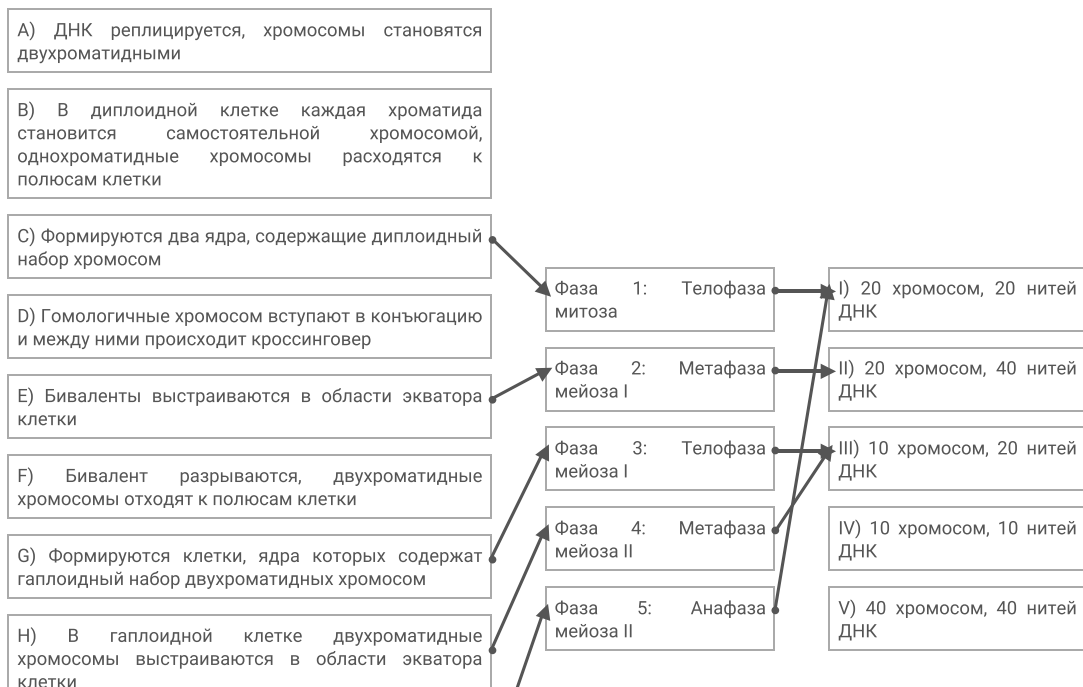 A) ДНК реплицируется, хромосомы становятся
двухроматидными
B) В диплоидной клетке каждая хроматида
становится самостоятельной хромосомой,
однохроматидные хромосомы расходятся к
полюсам клетки
C) Формируются два ядра, содержащие диплоидный
набор хромосом
D) Гомологичные хромосом вступают в конъюгацию
и между ними происходит кроссинговер
E) Биваленты выстраиваются в области экватора
клетки
F) Бивалент разрываются, двухроматидные
хромосомы отходят к полюсам клетки
G) Формируются клетки, ядра которых содержат
гаплоидный набор двухроматидных хромосом
H) В гаплоидной клетке двухроматидные
хромосомы выстраиваются в области экватора
клетки
Фаза 1: Телофаза
митоза
Фаза 2: Метафаза
мейоза I
Фаза 3: Телофаза
мейоза I
Фаза 4: Метафаза
мейоза II
Фаза 5: Анафаза
мейоза II
I) 20 хромосом, 20 нитей
ДНК
II) 20 хромосом, 40 нитей
ДНК
III) 10 хромосом, 20 нитей
ДНК
IV) 10 хромосом, 10 нитей
ДНК
V) 40 хромосом, 40 нитей
ДНК